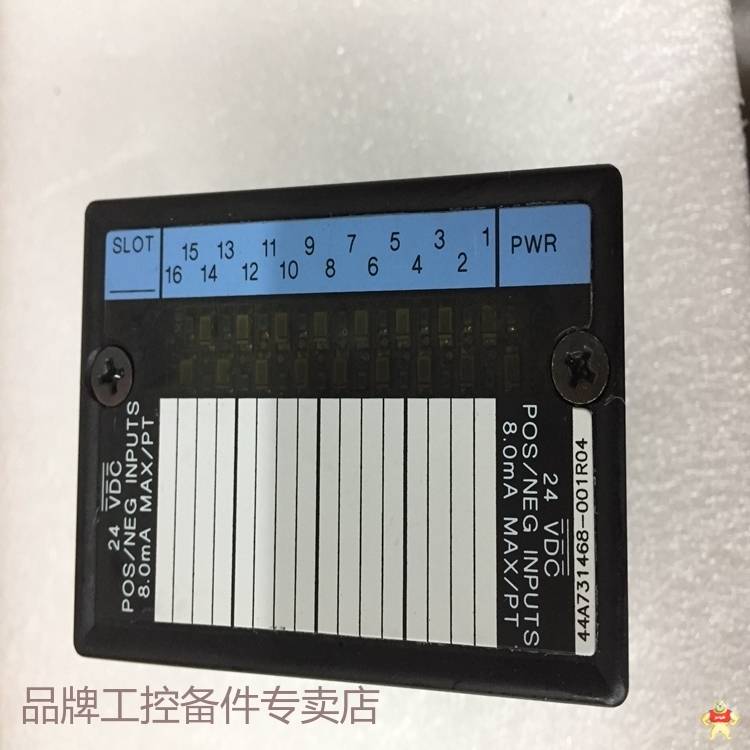 SLOT
15 13 11 9 7 5 3 1
16 14 12 10 8 6 4 2
PWR
24 VDC
POS/NEG INPUTS
8.0mA MAX/PT
24 VDC
POS/NEG INPUTS
8.0mA MAX/PT
44A731468-001R04
品牌工控备件专卖店